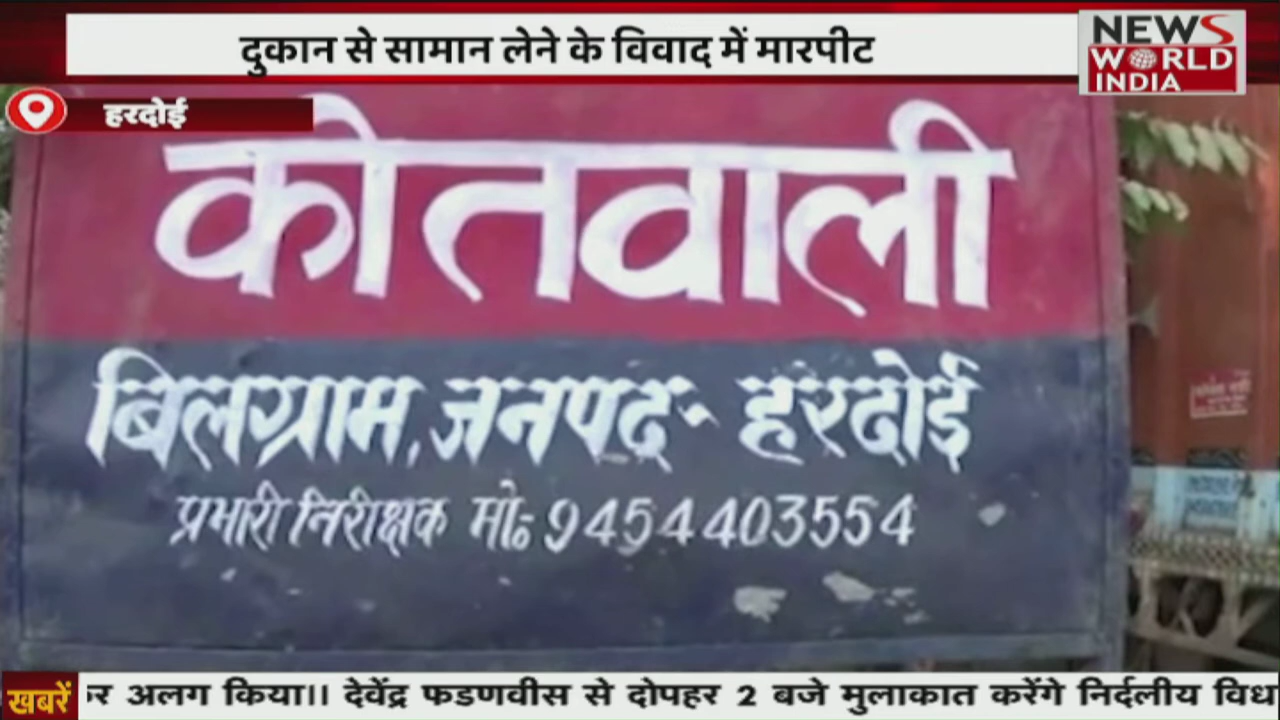 दुकान से सामान लेने के विवाद में मारपीट
NEWS
WORLD
INDIA
हरदोई
कोतवाली
बिलग्राम, जनपद- हरदोई
प्रभारी निरीक्षक मो० 9454403554
खबरें
अलग किया।। देवेंद्र फडणवीस से दोपहर 2 बजे मुलाकात करेंगे निर्दलीय विध